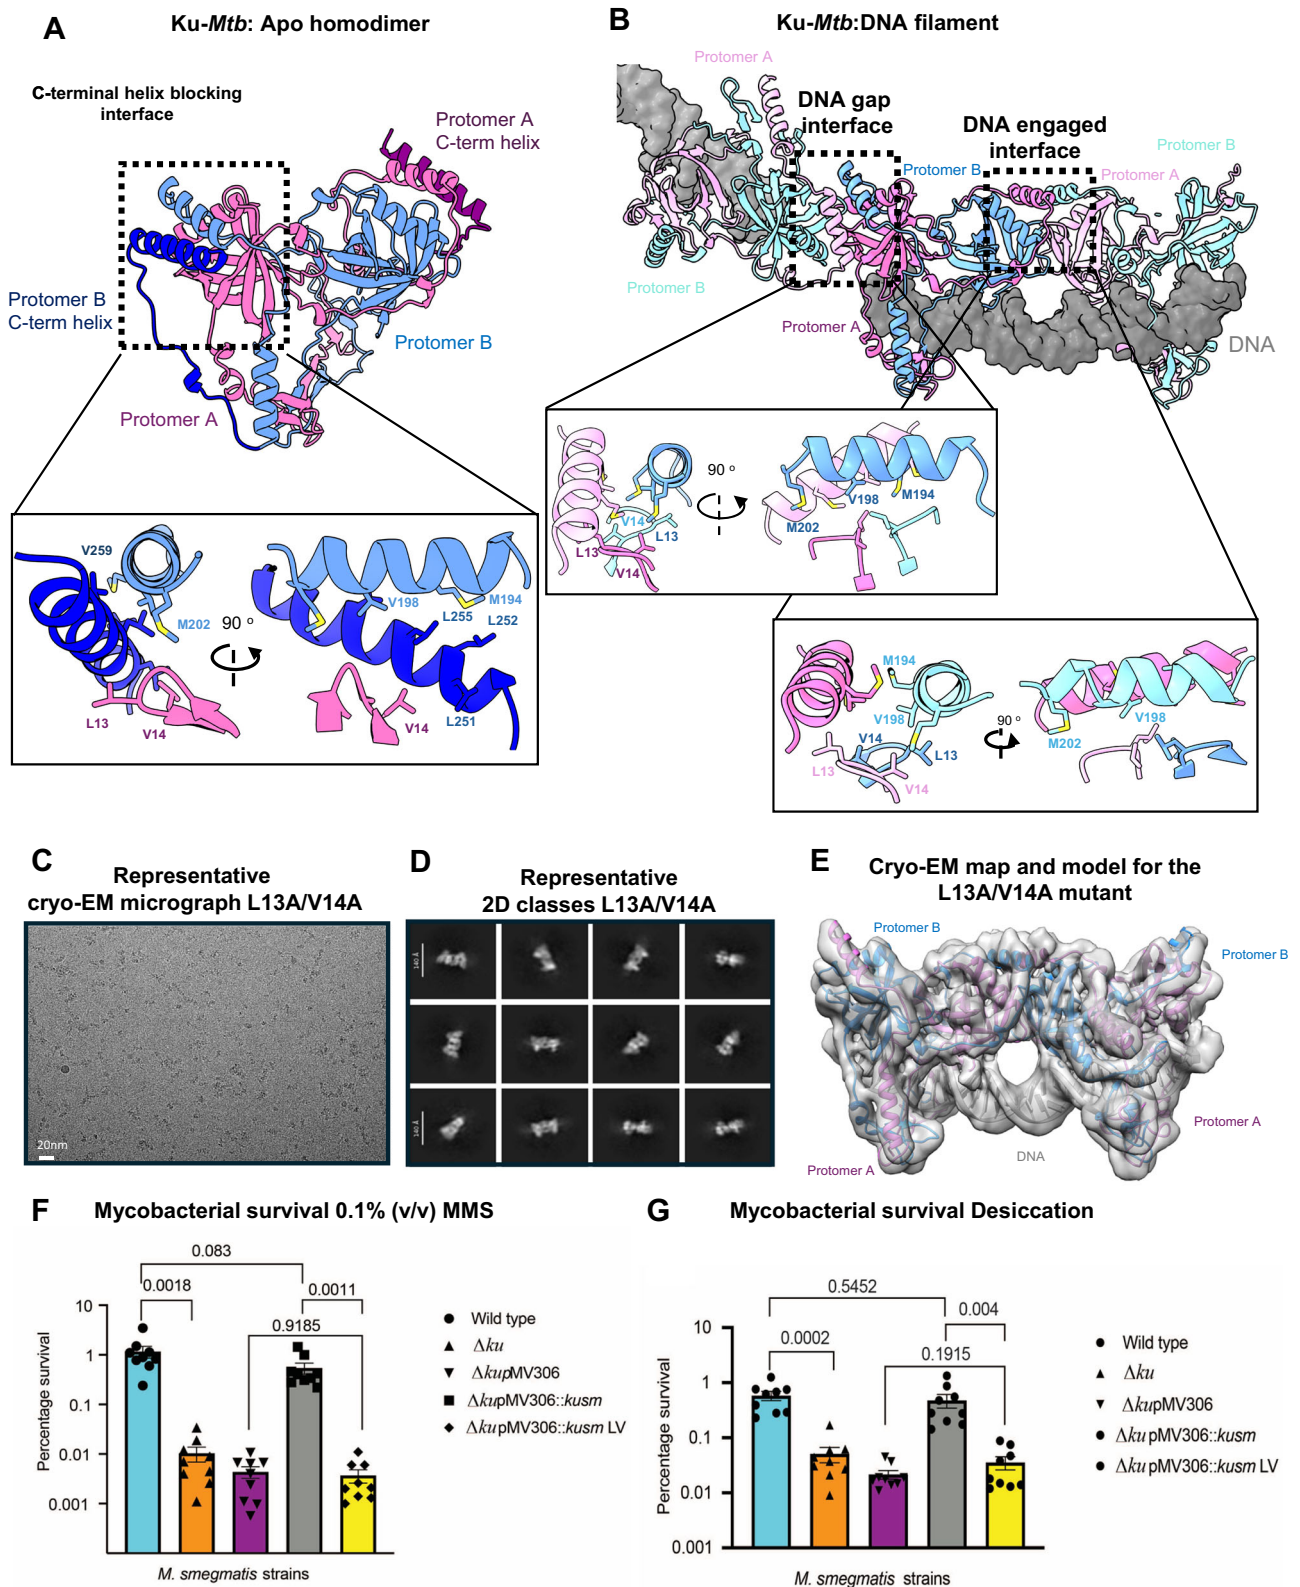 A
Ku-Mtb: Apo homodimer
C-terminal helix blocking
interface
Protomer A
C-term helix
Protomer B
C-term helix
Protomer B
Protomer A
V259
M202
L13
V14
90 o
V198
L255
M194
L252
L251
V14
B
Ku-Mtb:DNA filament
Protomer A
DNA gap
interface
DNA engaged
interface
Protomer B
Protomer B
Protomer A
Protomer B
Protomer A
DNA
V14
L13
L13
V14
90 o
V198
M194
M202
M194
V198
V14
L13
L13
V14
90 o
V198
M202
C
Representative
cryo-EM micrograph L13A/V14A
20nm
D
Representative
2D classes L13A/V14A
140 Å
140 Å
E
Cryo-EM map and model for the
L13A/V14A mutant
Protomer B
Protomer B
Protomer A
Protomer A
DNA
F
Mycobacterial survival 0.1% (v/v) MMS
0.083
0.0018
0.0011
0.9185
10
1
0.1
0.01
0.001
Percentage survival
M. smegmatis strains
Wild type
Δku
ΔkupMV306
ΔkupMV306::kusm
ΔkupMV306::kusm LV
G
Mycobacterial survival Desiccation
0.5452
0.004
0.0002
0.1915
10
1
0.1
0.01
0.001
Percentage survival
M. smegmatis strains
Wild type
Δku
ΔkupMV306
ΔkupMV306::kusm
ΔkupMV306::kusm LV